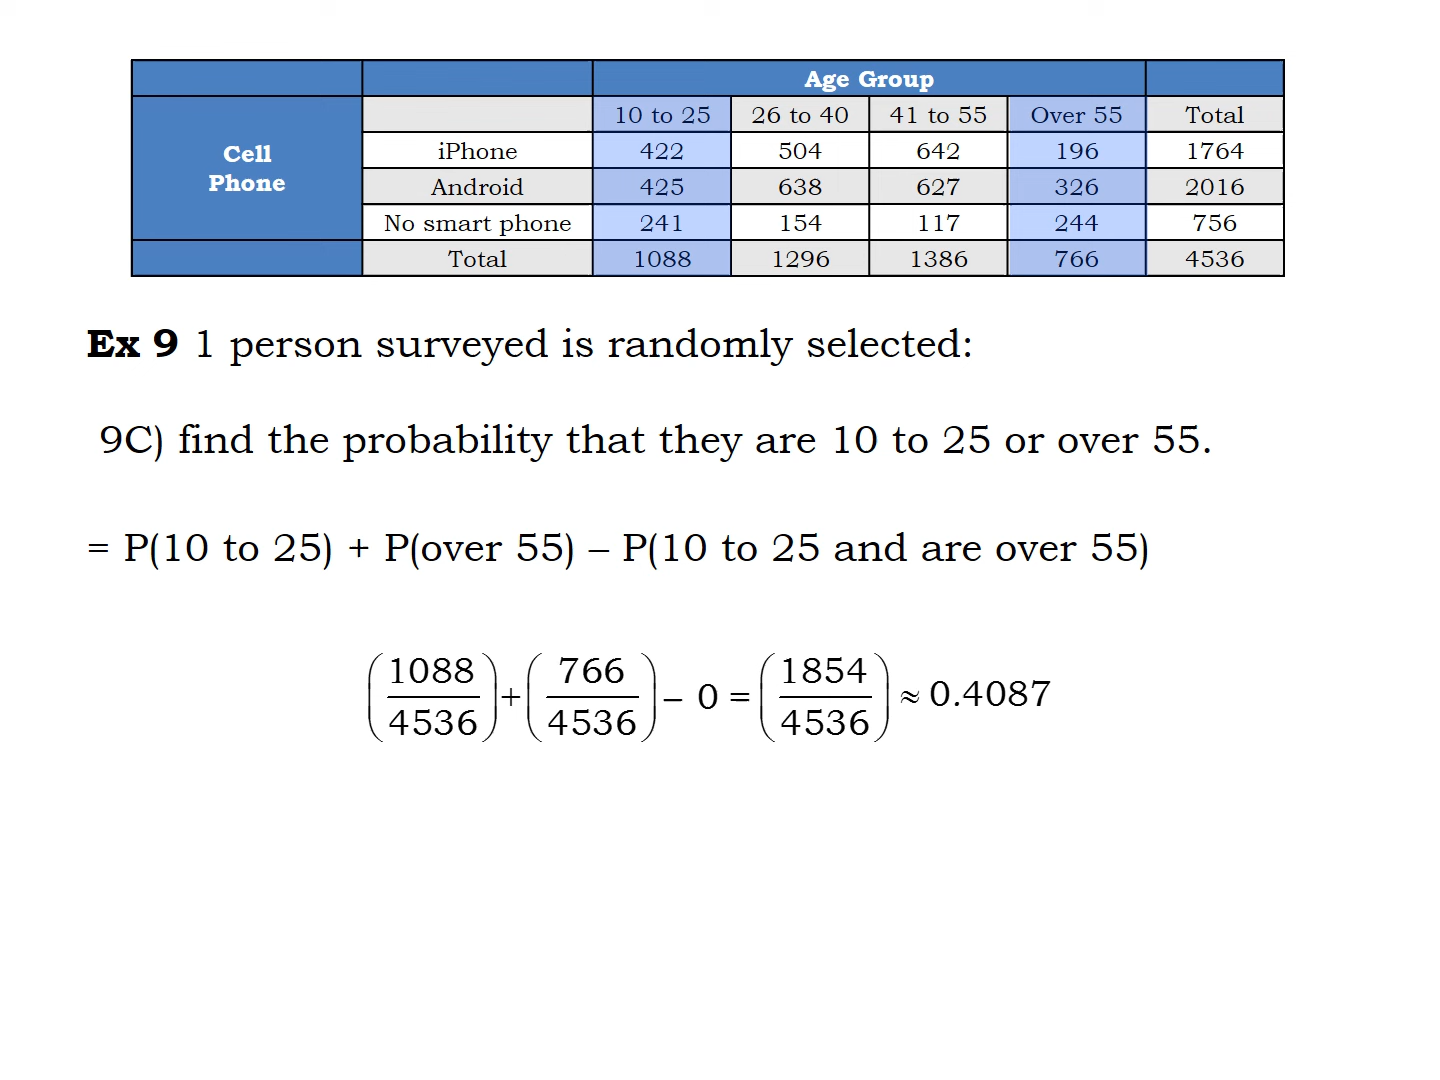 Age Group
Cell Phone
10 to 25 26 to 40 41 to 55 Over 55 Total
iPhone 422 504 642 196 1764
Android 425 638 627 326 2016
No smart phone 241 154 117 244 756
Total 1088 1296 1386 766 4536
Ex 9 1 person surveyed is randomly selected:
9C) find the probability that they are 10 to 25 or over 55.
= P(10 to 25) + P(over 55) – P(10 to 25 and are over 55)
(1088/4536) + (766/4536) – 0 = (1854/4536) ≈ 0.4087